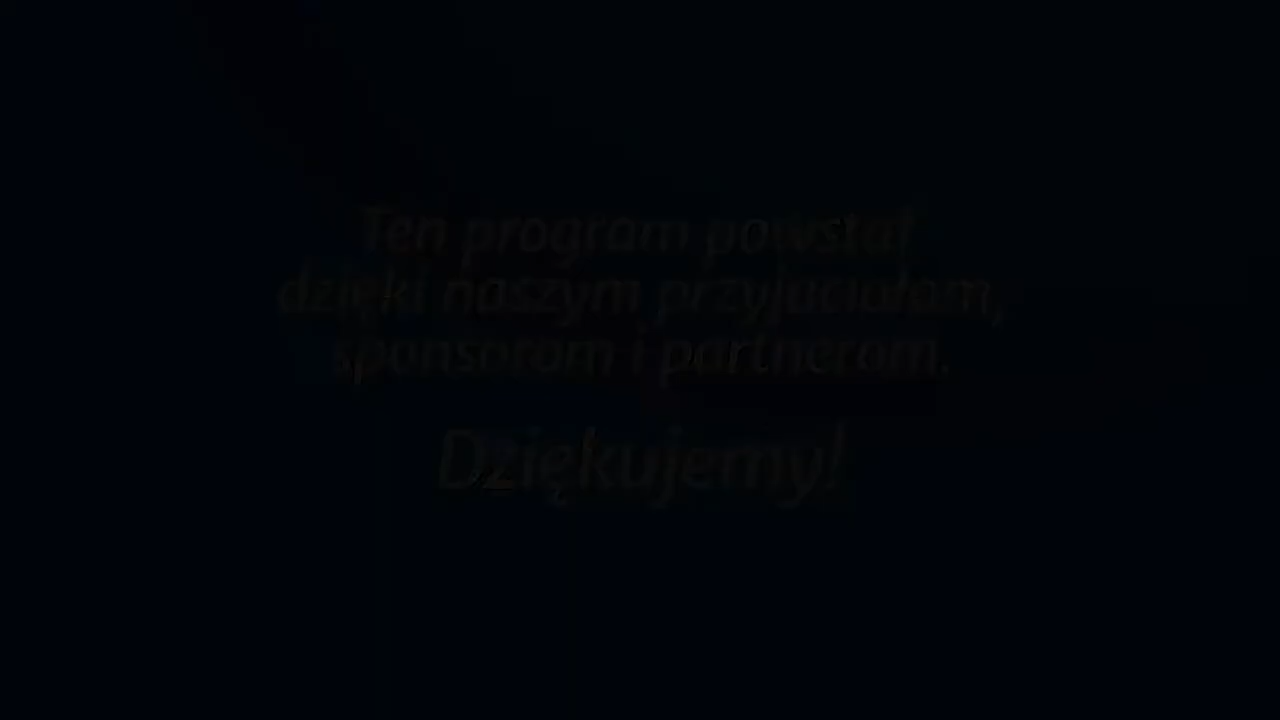 Ten program powstał
dzięki naszym przyjaciołom,
sponsorom i partnerom.
Dziękujemy!